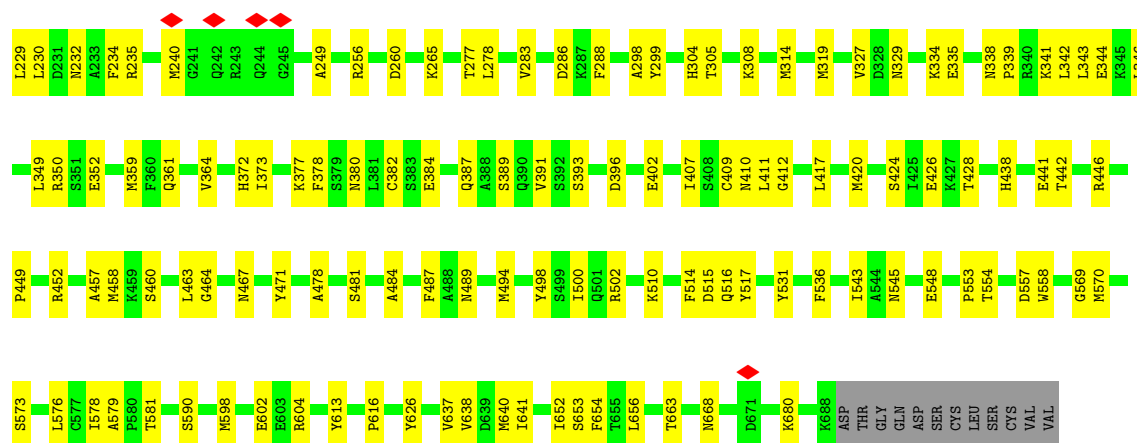 L229 L230 D231 N232 A233 F234 R235 M240 G241 Q242 R243 Q244 G245 A249 R256 D260 K265 T277 L278 V283 D286 K287 F288 A298 Y299 H304 T305 K308 M314 M319 V327 D328 N329 K334 E335 N338 P339 R340 K341 L342 L343 E344 K345
L349 R350 S351 E352 M359 F360 Q361 V364 H372 I373 K377 F378 S379 N380 L381 C382 S383 E384 Q387 A388 S389 Q390 V391 S392 S393 D396 E402 I407 S408 C409 N410 L411 G412 L417 M420 S424 I425 E426 K427 T428 H438 E441 T442 R446
P449 R452 A457 M458 K459 S460 L463 G464 N467 Y471 A478 S481 A484 F487 A488 N489 M494 Y498 S499 I500 Q501 R502 K510 F514 D515 Q516 Y517 Y531 F536 I543 A544 N545 E548 P553 T554 D557 W558 G569 M570
S573 L576 C577 I578 A579 P580 T581 S590 M598 E602 E603 R604 Y613 P616 Y626 V637 V638 D639 M640 I641 I652 S653 F654 T655 L656 T663 N668 D671 K680 K688 ASP THR GLY GLN ASP SER CYS LEU SER CYS VAL VAL